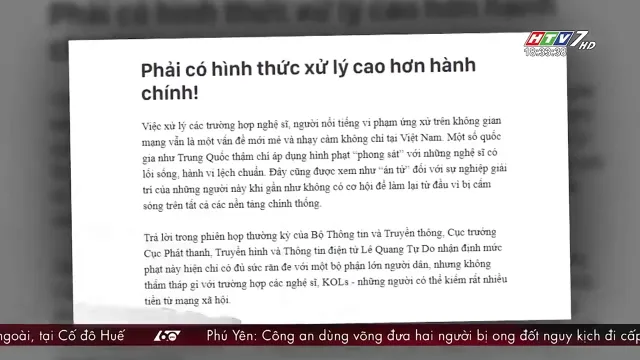 HTV7 HD
18:33:38
Phải có hình thức xử lý cao hơn hành
chính!
Việc xử lý các trường hợp nghệ sĩ, người nổi tiếng vi phạm ứng xử trên không gian
mạng vẫn là một vấn đề mới mẻ và nhạy cảm không chỉ tại Việt Nam. Một số quốc
gia như Trung Quốc thậm chí áp dụng hình phạt “phong sát” với những nghệ sĩ có
lối sống, hành vi lệch chuẩn. Đây cũng được xem như “án tử” đối với sự nghiệp giải
trí của những người này khi gần như không có cơ hội để làm lại từ đầu vì bị cấm
sóng trên tất cả các nền tảng chính thống.
Trả lời trong phiên họp thường kỳ của Bộ Thông tin và Truyền thông, Cục trưởng
Cục Phát thanh, Truyền hình và Thông tin điện tử Lê Quang Tự Do nhận định mức
phạt này hiện chỉ có đủ sức răn đe với một bộ phận lớn người dân, nhưng không
thấm tháp gì với trường hợp các nghệ sĩ, KOLs - những người có thể kiếm rất nhiều
tiền từ mạng xã hội.
ngoài, tại Cố đô Huế 60 Phú Yên: Công an dùng võng đưa hai người bị ong đốt nguy kịch đi cấp